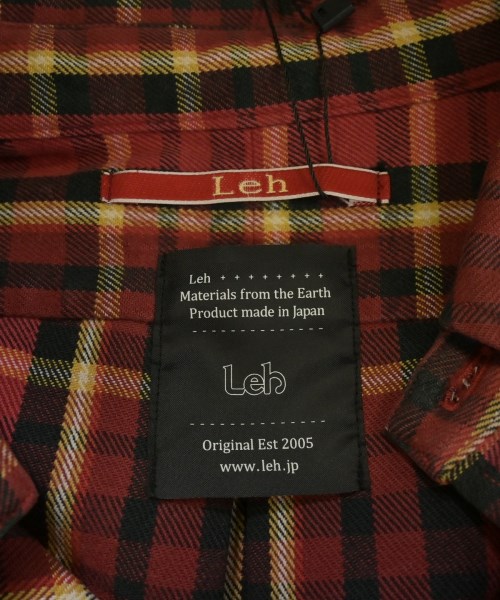 Leh
Leh + + + + + + + +
Materials from the Earth
Product made in Japan
- - - - - - - - - - - - - -
Leh
- - - - - - - - - - - - - -
Original Est 2005
www.leh.jp